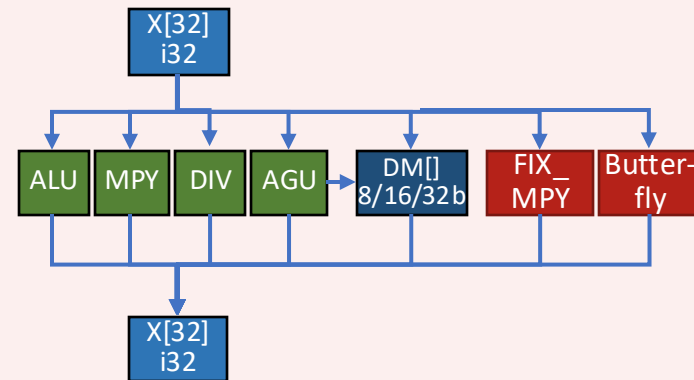 X[32]
i32
ALU
MPY
DIV
AGU
DM[]
8/16/32b
FIX_
MPY
Butter-
fly
X[32]
i32